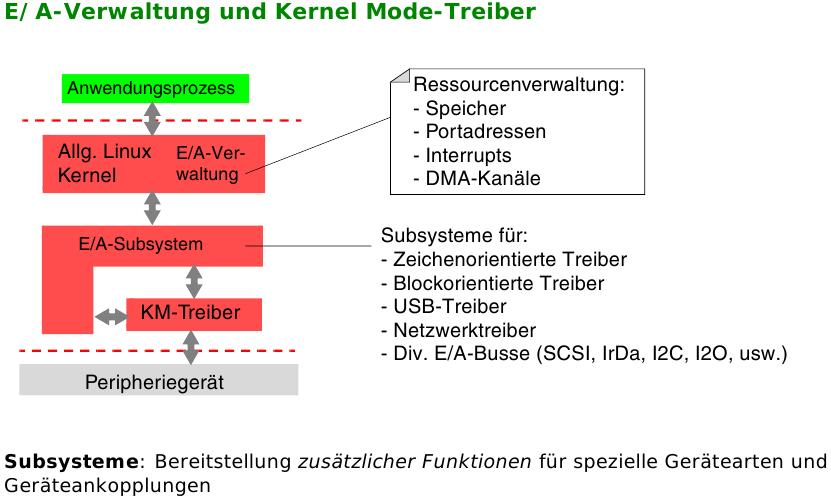 E/ A-Verwaltung und Kernel Mode-Treiber
Anwendungsprozess
Allg. Linux
Kernel
E/A-Ver-
waltung
Ressourcenverwaltung:
- Speicher
- Portadressen
- Interrupts
- DMA-Kanäle
E/A-Subsystem
KM-Treiber
Peripheriegerät
Subsysteme für:
- Zeichenorientierte Treiber
- Blockorientierte Treiber
- USB-Treiber
- Netzwerktreiber
- Div. E/A-Busse (SCSI, IrDa, I2C, I2O, usw.)
Subsysteme: Bereitstellung zusätzlicher Funktionen für spezielle Gerätearten und
Geräteankopplungen